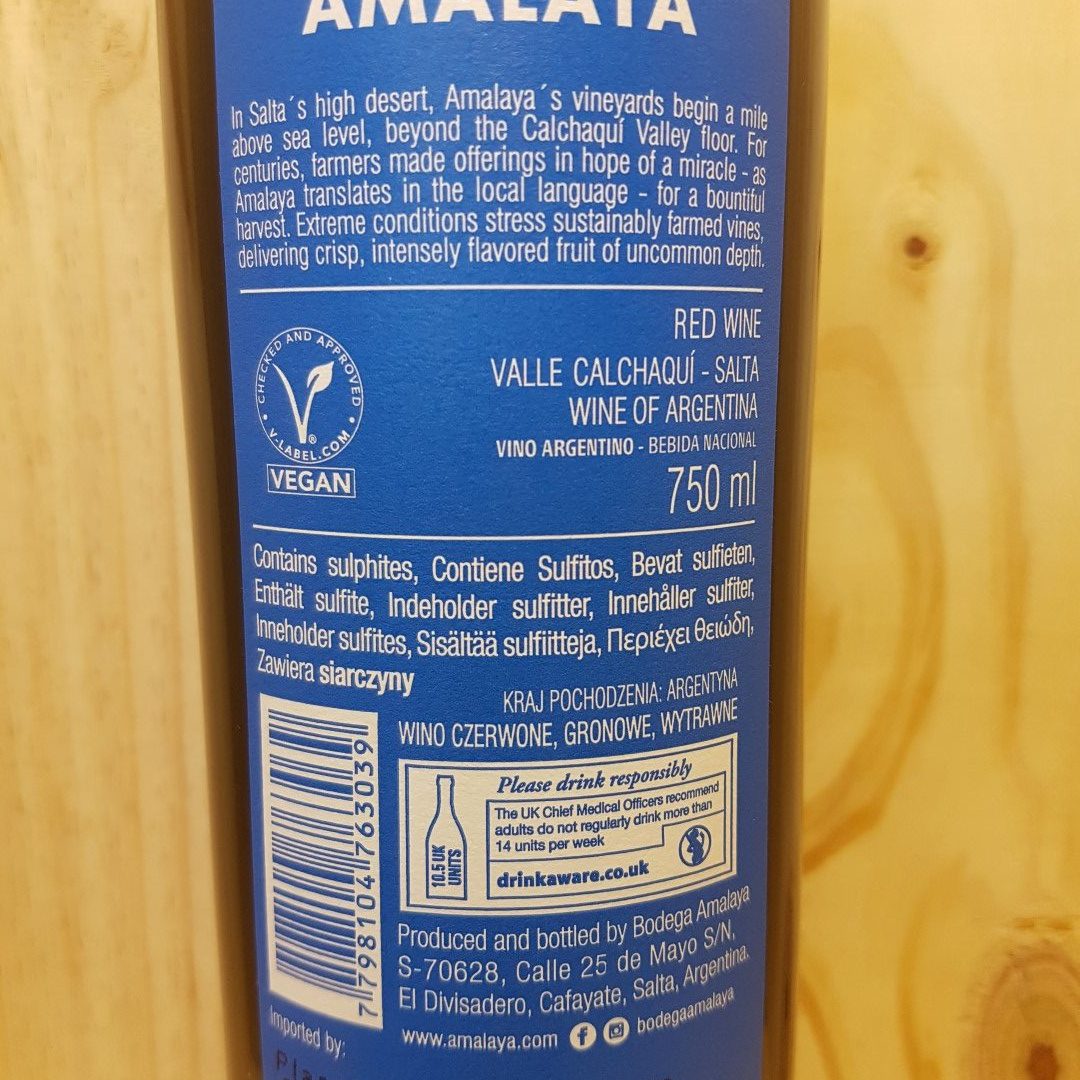 AMALAYA
In Salta´s high desert, Amalaya´s vineyards begin a mile
above sea level, beyond the Calchaquí Valley floor. For
centuries, farmers made offerings in hope of a miracle - as
Amalaya translates in the local language - for a bountiful
harvest. Extreme conditions stress sustainably farmed vines,
delivering crisp, intensely flavored fruit of uncommon depth.
CHECKED AND APPROVED
• V-LABEL.COM •
®
VEGAN
RED WINE
VALLE CALCHAQUÍ - SALTA
WINE OF ARGENTINA
VINO ARGENTINO - BEBIDA NACIONAL
750 ml
Contains sulphites, Contiene Sulfitos, Bevat sulfieten,
Enthält sulfite, Indeholder sulfitter, Innehåller sulfiter,
Inneholder sulfites, Sisältää sulfiitteja, Περιέχει θειώδη,
Zawiera siarczyny
KRAJ POCHODZENIA: ARGENTYNA
WINO CZERWONE, GRONOWE, WYTRAWNE
7 798104 763039
10.5 UK
UNITS
Please drink responsibly
The UK Chief Medical Officers recommend
adults do not regularly drink more than
14 units per week
drinkaware.co.uk
Produced and bottled by Bodega Amalaya
S-70628, Calle 25 de Mayo S/N,
El Divisadero, Cafayate, Salta, Argentina.
www.amalaya.com f bodegaamalaya
Imported by: